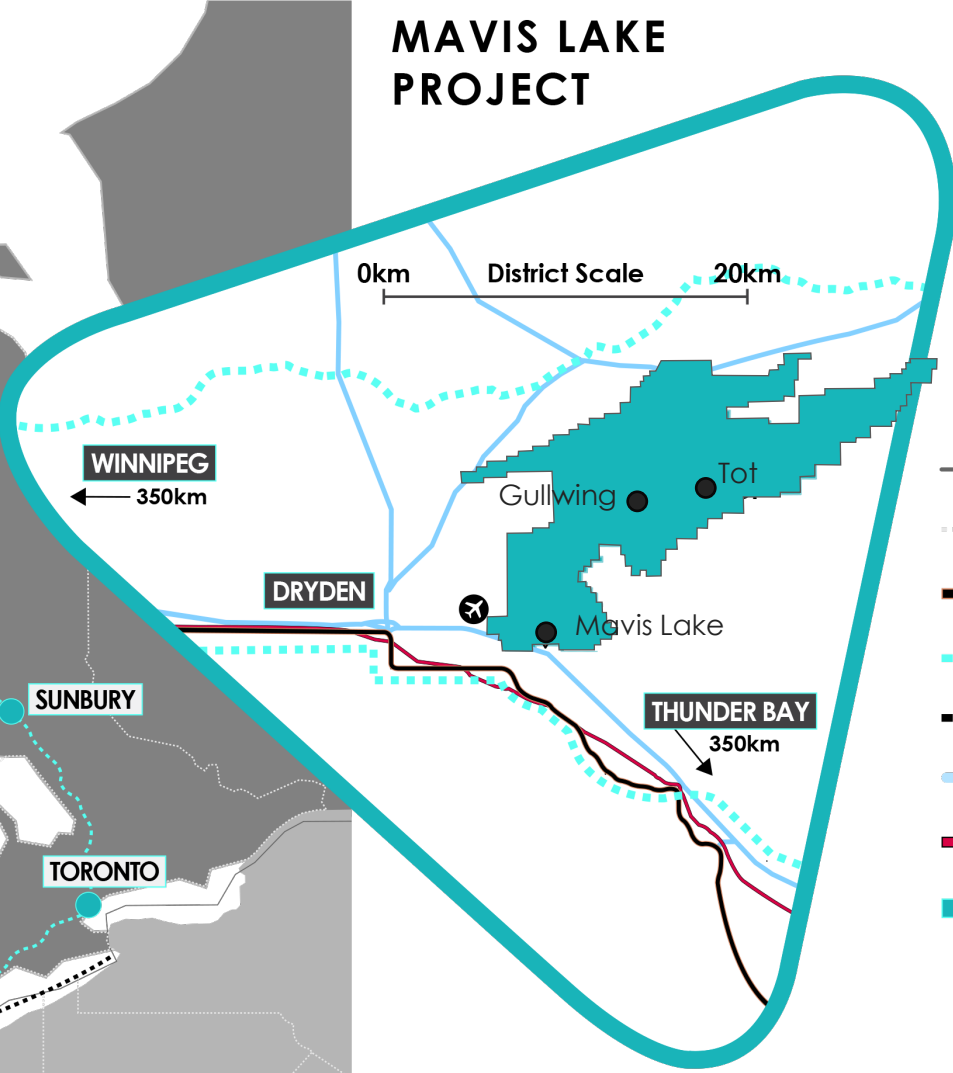 MAVIS LAKE
PROJECT
0km District Scale 20km
WINNIPEG
350km
Tot
Gullwing
DRYDEN
Mavis Lake
SUNBURY
THUNDER BAY
350km
TORONTO